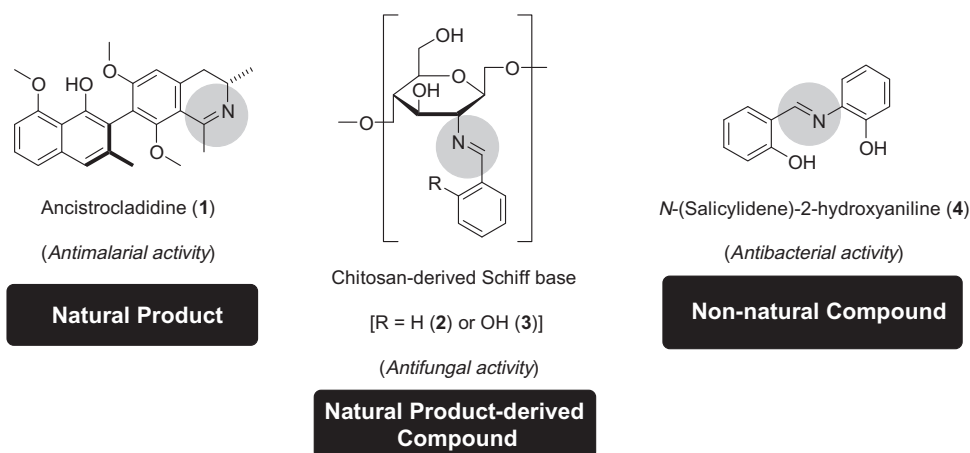 O
HO
O
N
O
Ancistrocladidine (1)
(Antimalarial activity)
Natural Product
OH
O
OH
O
O
N
R
Chitosan-derived Schiff base
[R = H (2) or OH (3)]
(Antifungal activity)
Natural Product-derived
Compound
N
OH
OH
N-(Salicylidene)-2-hydroxyaniline (4)
(Antibacterial activity)
Non-natural Compound